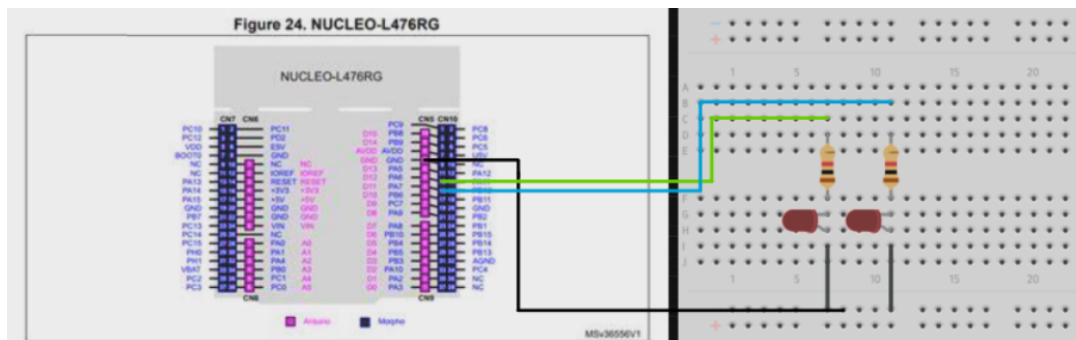 Figure 24. NUCLEO-L476RG
NUCLEO-L476RG
CN7 CN6 CN5 CN10
PC10 PC11 PC9 PC8
PC12 PD2 D15 PB8 PC6
VDD E5V D14 PB9 PC5
BOOT0 GND AVDD AVDD U5V
NC NC NC GND GND NC
NC IOREF IOREF D13 PA5 PA12
PA13 RESET RESET D12 PA6
PA14 +3V3 +3V3 D11 PA7
PA15 +5V +5V D10 PB6 PB11
GND GND GND D9 PC7 GND
PB7 GND GND D8 PA9 PB2
PC13 VIN VIN D7 PA8 PB1
PC14 NC D6 PB10 PB15
PC15 PA0 A0 D5 PB4 PB14
PH0 PA1 A1 D4 PB5 PB13
PH1 PA4 A2 D3 PB3 AGND
VBAT PB0 A3 D2 PA10 PC4
PC2 PC1 A4 D1 PA2 NC
PC3 PC0 A5 D0 PA3 NC
CN8 CN9
Arduino Morpho
MSv36556V1
-
+
1 5 10 15 20
A
B
C
D
E
F
G
H
I
J
1 5 10 15 20
-
+